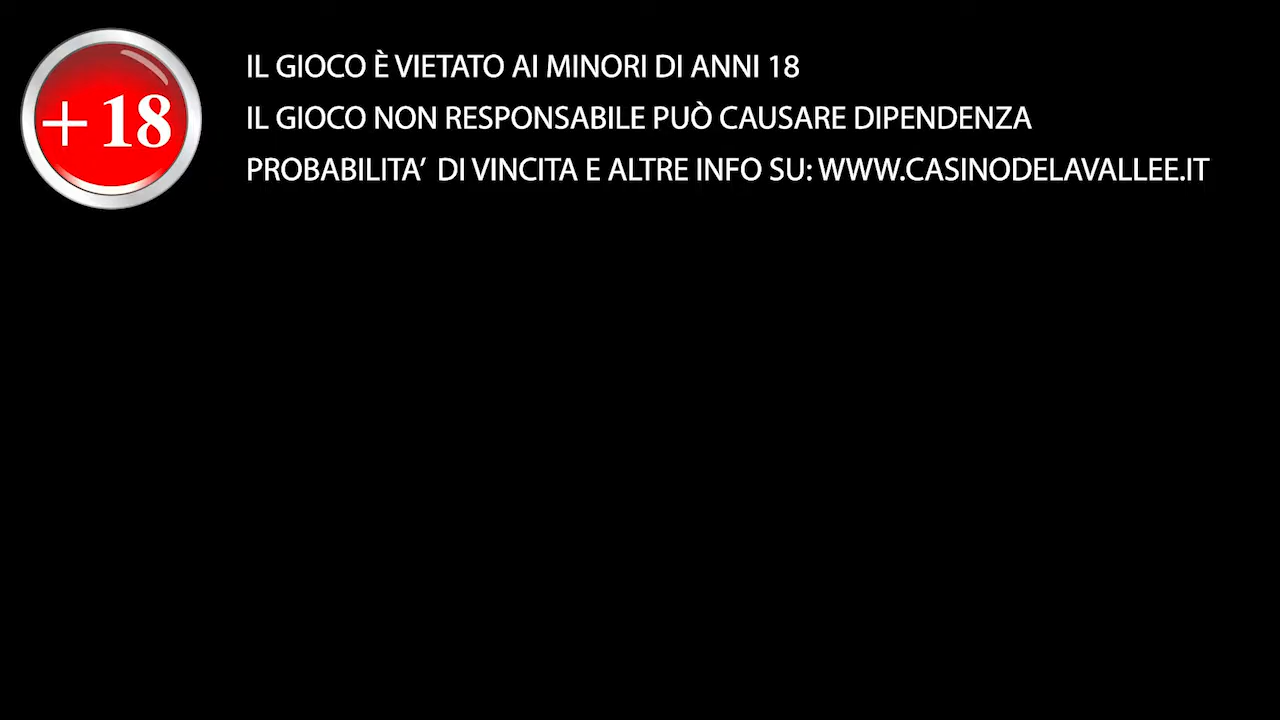 + 18
IL GIOCO È VIETATO AI MINORI DI ANNI 18
IL GIOCO NON RESPONSABILE PUÒ CAUSARE DIPENDENZA
PROBABILITA’ DI VINCITA E ALTRE INFO SU: WWW.CASINODELAVALLEE.IT